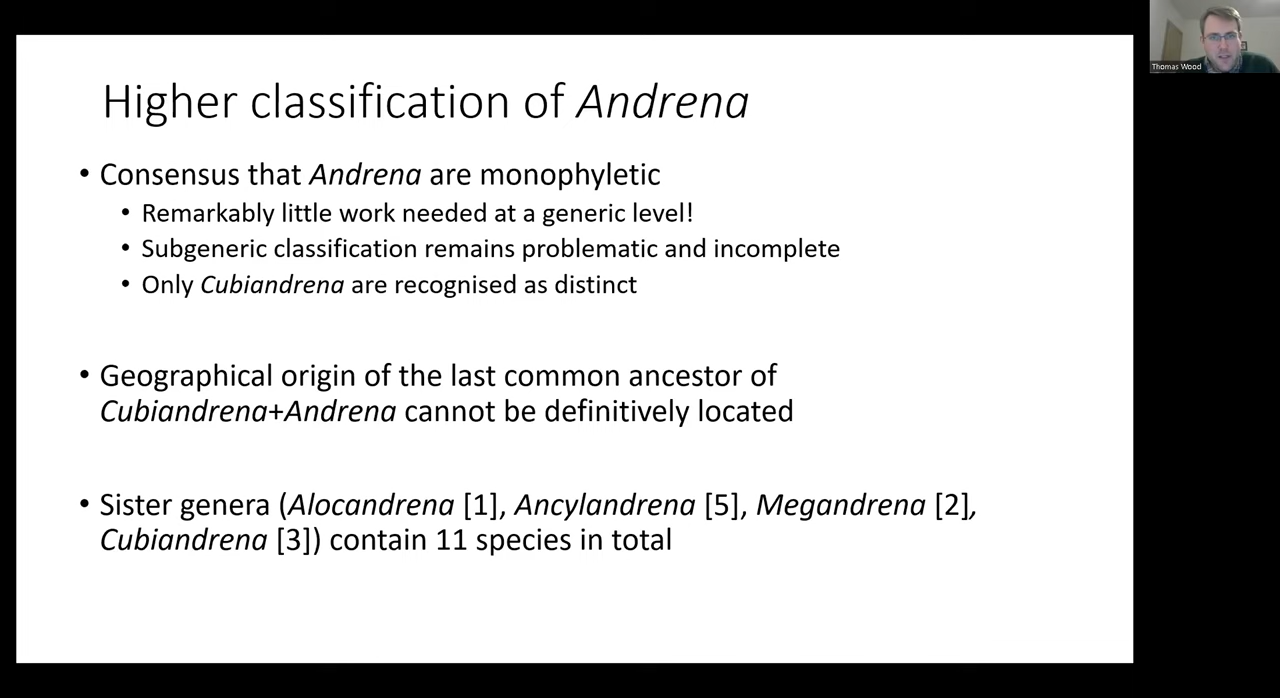 Higher classification of Andrena
• Consensus that Andrena are monophyletic
• Remarkably little work needed at a generic level!
• Subgeneric classification remains problematic and incomplete
• Only Cubiandrena are recognised as distinct
• Geographical origin of the last common ancestor of
Cubiandrena+Andrena cannot be definitively located
• Sister genera (Alocandrena [1], Ancylandrena [5], Megandrena [2],
Cubiandrena [3]) contain 11 species in total
Thomas Wood